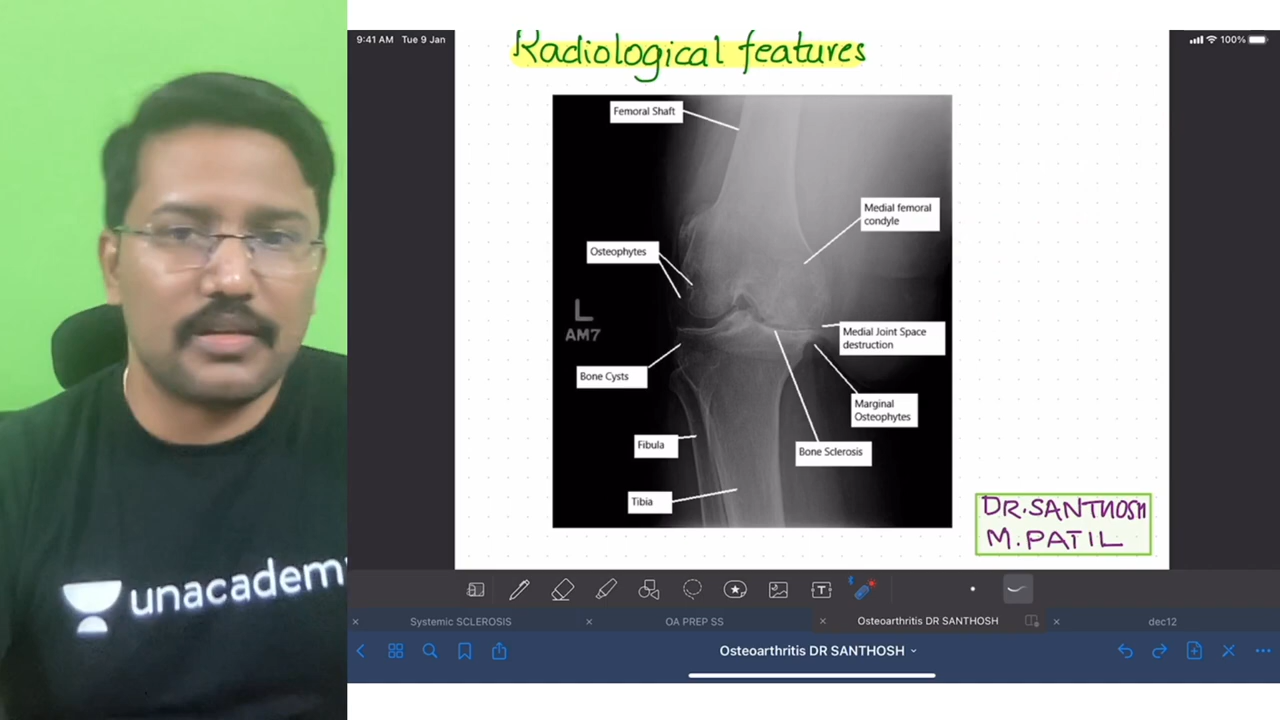 9:41 AM Tue 9 Jan
100%
Radiological features
Femoral Shaft
Medial femoral
condyle
Osteophytes
L
AM7
Medial Joint Space
destruction
Bone Cysts
Marginal
Osteophytes
Fibula
Bone Sclerosis
Tibia
DR.SANTHOSH
M.PATIL
unacadem
T
Systemic SCLEROSIS
OA PREP SS
Osteoarthritis DR SANTHOSH
dec12
Osteoarthritis DR SANTHOSH